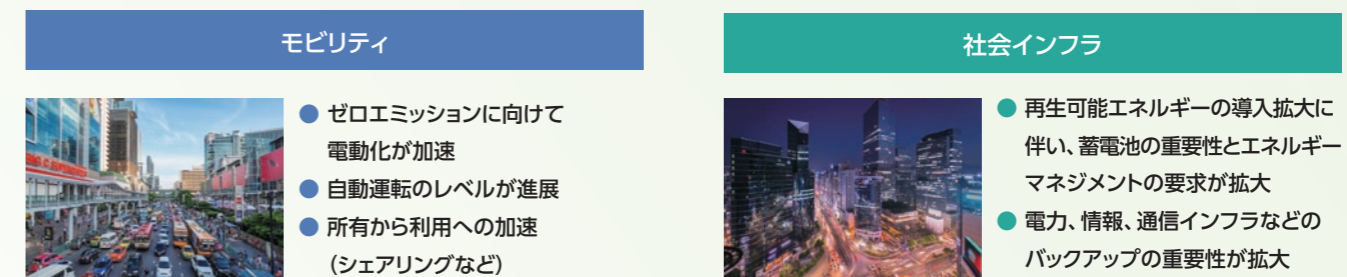 モビリティ
● ゼロエミッションに向けて
電動化が加速
● 自動運転のレベルが進展
● 所有から利用への加速
(シェアリングなど)
社会インフラ
● 再生可能エネルギーの導入拡大に
伴い、蓄電池の重要性とエネルギー
マネジメントの要求が拡大
● 電力、情報、通信インフラなどの
バックアップの重要性が拡大